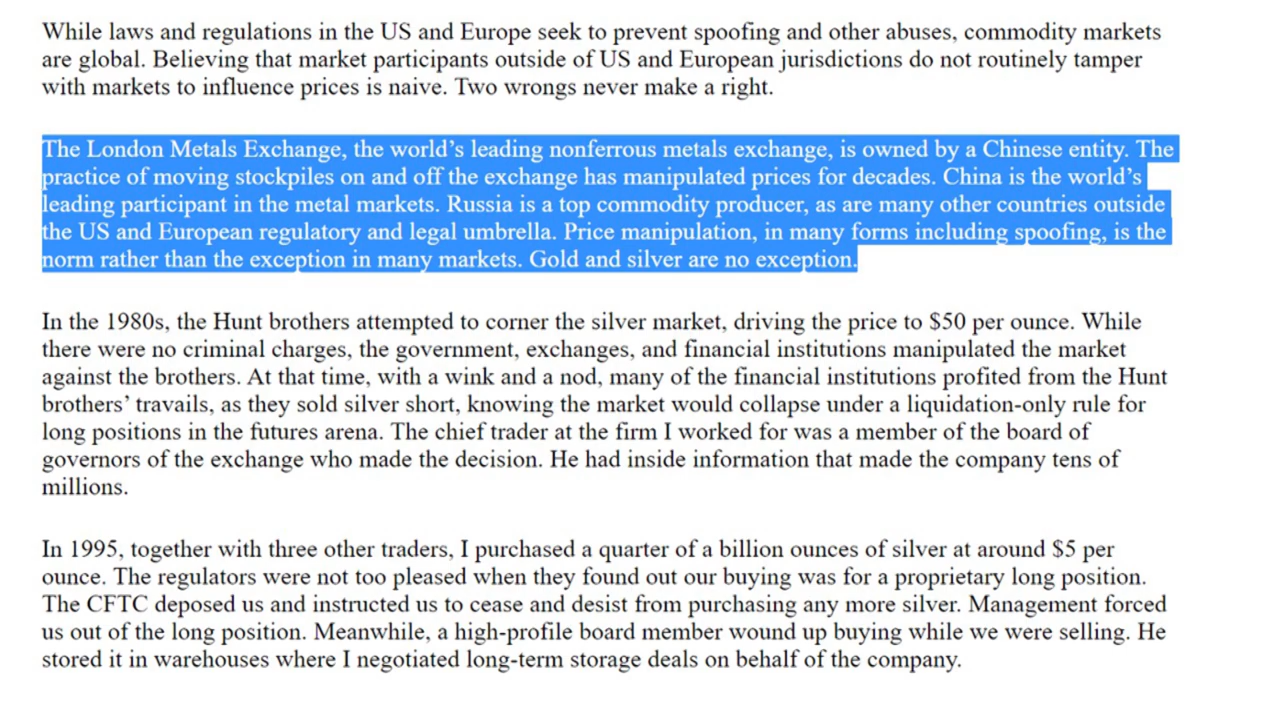 While laws and regulations in the US and Europe seek to prevent spoofing and other abuses, commodity markets
are global. Believing that market participants outside of US and European jurisdictions do not routinely tamper
with markets to influence prices is naive. Two wrongs never make a right.
The London Metals Exchange, the world’s leading nonferrous metals exchange, is owned by a Chinese entity. The
practice of moving stockpiles on and off the exchange has manipulated prices for decades. China is the world’s
leading participant in the metal markets. Russia is a top commodity producer, as are many other countries outside
the US and European regulatory and legal umbrella. Price manipulation, in many forms including spoofing, is the
norm rather than the exception in many markets. Gold and silver are no exception.
In the 1980s, the Hunt brothers attempted to corner the silver market, driving the price to $50 per ounce. While
there were no criminal charges, the government, exchanges, and financial institutions manipulated the market
against the brothers. At that time, with a wink and a nod, many of the financial institutions profited from the Hunt
brothers’ travails, as they sold silver short, knowing the market would collapse under a liquidation-only rule for
long positions in the futures arena. The chief trader at the firm I worked for was a member of the board of
governors of the exchange who made the decision. He had inside information that made the company tens of
millions.
In 1995, together with three other traders, I purchased a quarter of a billion ounces of silver at around $5 per
ounce. The regulators were not too pleased when they found out our buying was for a proprietary long position.
The CFTC deposed us and instructed us to cease and desist from purchasing any more silver. Management forced
us out of the long position. Meanwhile, a high-profile board member wound up buying while we were selling. He
stored it in warehouses where I negotiated long-term storage deals on behalf of the company.